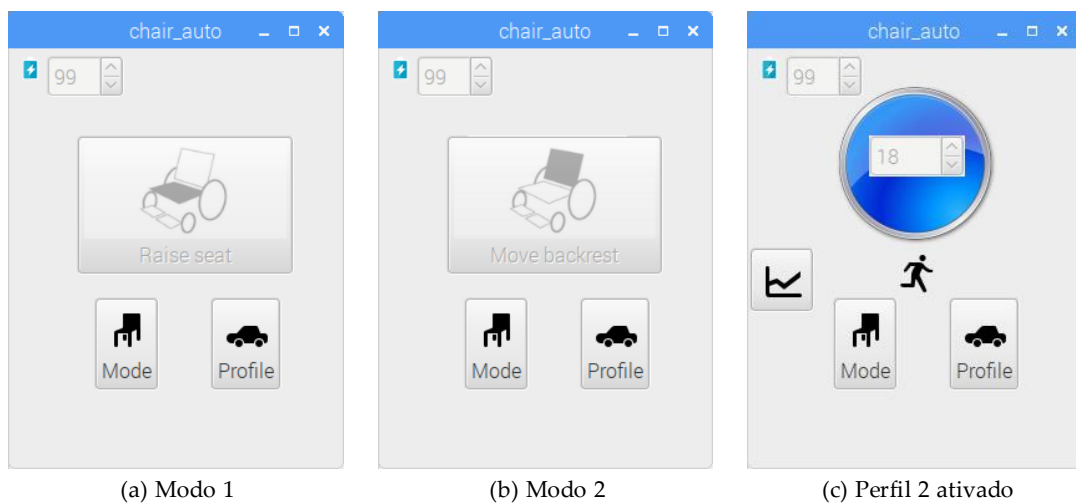 chair_auto
99
Raise seat
Mode
Profile
(a) Modo 1
chair_auto
99
Move backrest
Mode
Profile
(b) Modo 2
chair_auto
99
18
Mode
Profile
(c) Perfil 2 ativado